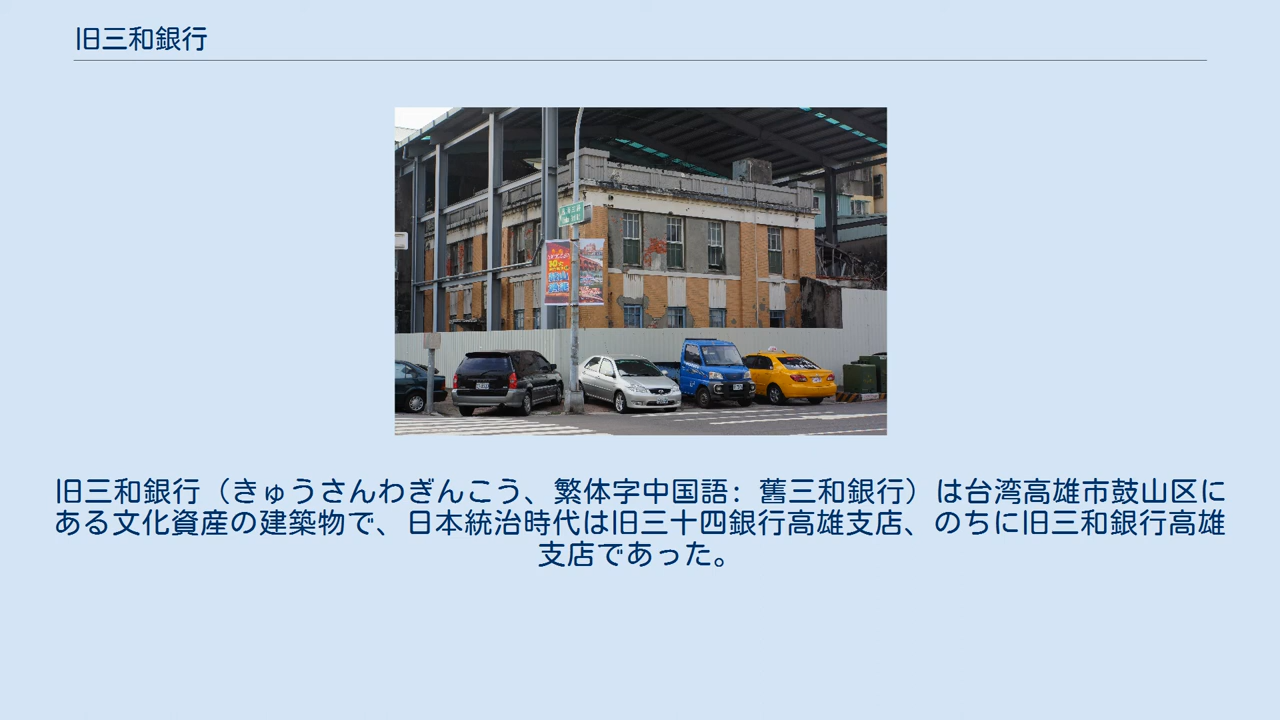 旧三和銀行
旧三和銀行（きゅうさんわぎんこう、繁体字中国語: 舊三和銀行）は台湾高雄市鼓山区に
ある文化資産の建築物で、日本統治時代は旧三十四銀行高雄支店、のちに旧三和銀行高雄
支店であった。